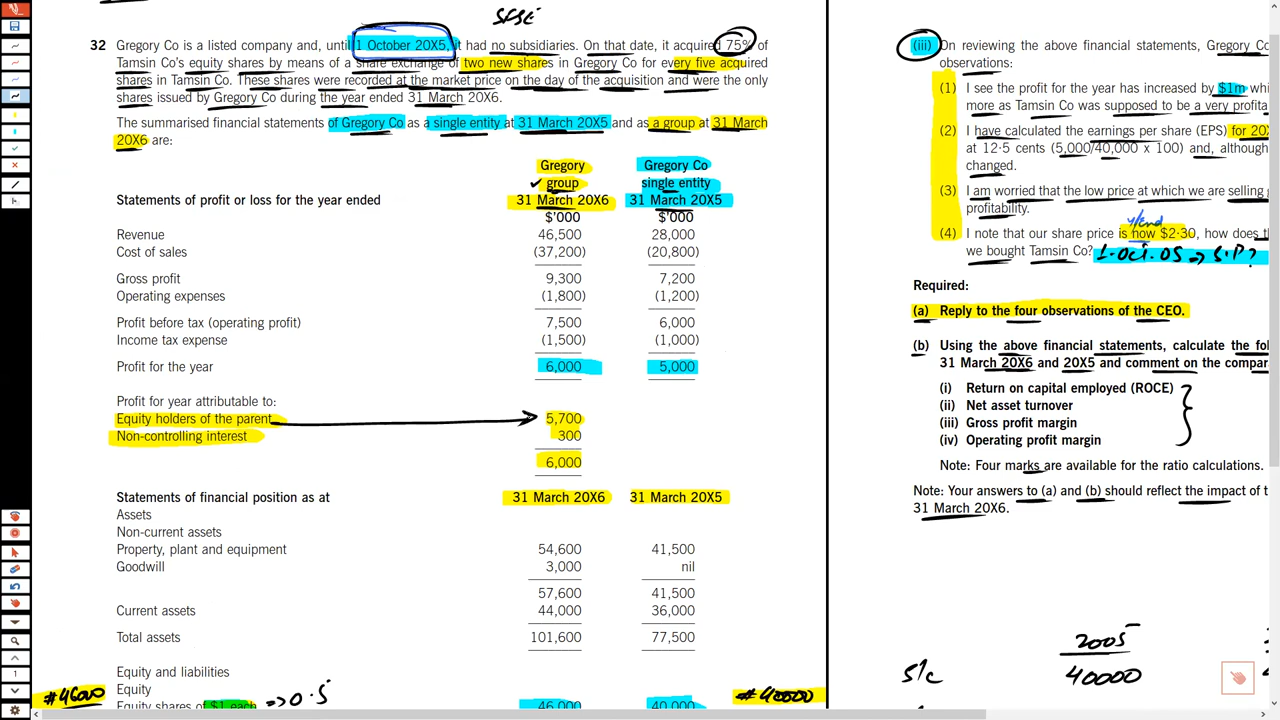 SFSE
32 Gregory Co is a listed company and, until 1 October 20X5, it had no subsidiaries. On that date, it acquired 75% of
Tamsin Co's equity shares by means of a share exchange of two new shares in Gregory Co for every five acquired
shares in Tamsin Co. These shares were recorded at the market price on the day of the acquisition and were the only
shares issued by Gregory Co during the year ended 31 March 20X6.
The summarised financial statements of Gregory Co as a single entity at 31 March 20X5 and as a group at 31 March
20X6 are:
Gregory Gregory Co
group single entity
Statements of profit or loss for the year ended 31 March 20X6 31 March 20X5
$'000 $'000
Revenue 46,500 28,000
Cost of sales (37,200) (20,800)
Gross profit 9,300 7,200
Operating expenses (1,800) (1,200)
Profit before tax (operating profit) 7,500 6,000
Income tax expense (1,500) (1,000)
Profit for the year 6,000 5,000
Profit for year attributable to:
Equity holders of the parent 5,700
Non-controlling interest 300
6,000
Statements of financial position as at 31 March 20X6 31 March 20X5
Assets
Non-current assets
Property, plant and equipment 54,600 41,500
Goodwill 3,000 nil
57,600 41,500
Current assets 44,000 36,000
Total assets 101,600 77,500
Equity and liabilities
Equity
#46000 #40000
Equity shares of $1 each => 0.5 46,000 40,000
(iii) On reviewing the above financial statements, Gregory Co
observations:
(1) I see the profit for the year has increased by $1m whi
more as Tamsin Co was supposed to be a very profita
(2) I have calculated the earnings per share (EPS) for 20X
at 12·5 cents (5,000/40,000 x 100) and, although
changed.
(3) I am worried that the low price at which we are selling g
profitability.
y/end
(4) I note that our share price is now $2·30, how does th
we bought Tamsin Co? 1-Oct-05 => S.P?
Required:
(a) Reply to the four observations of the CEO.
(b) Using the above financial statements, calculate the fol
31 March 20X6 and 20X5 and comment on the compar
(i) Return on capital employed (ROCE)
(ii) Net asset turnover
(iii) Gross profit margin
(iv) Operating profit margin
Note: Four marks are available for the ratio calculations.
Note: Your answers to (a) and (b) should reflect the impact of t
31 March 20X6.
2005
S/C 40000
1